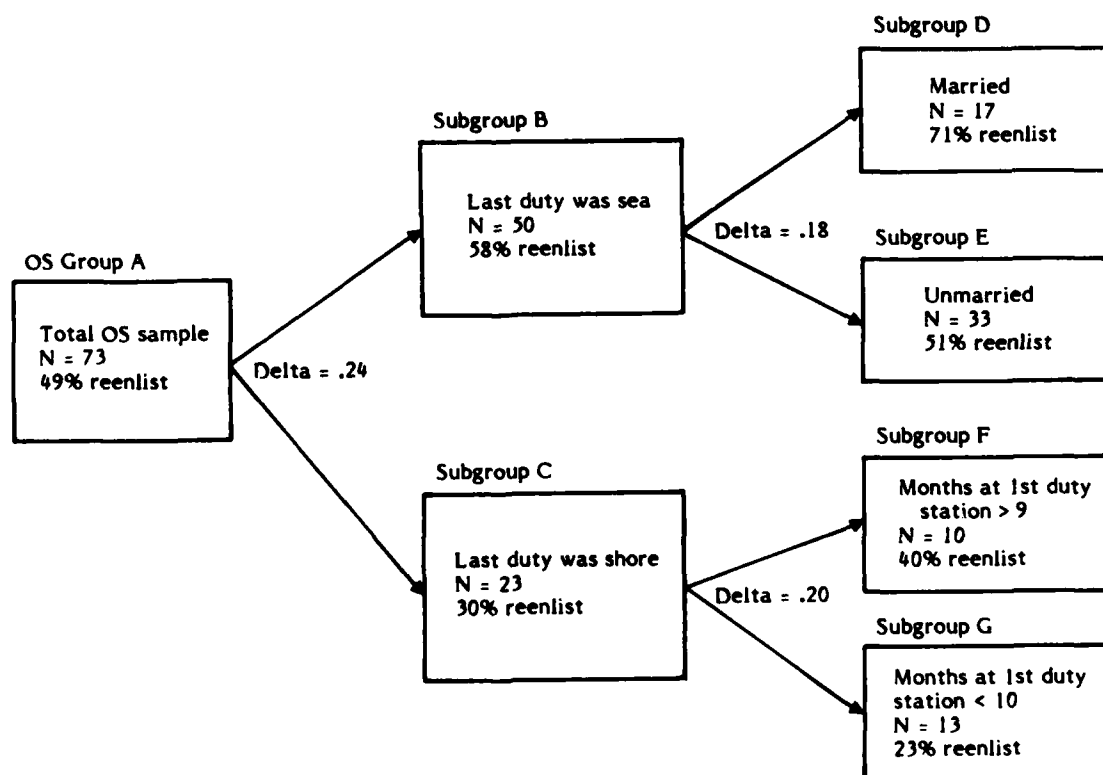 OS Group A
Total OS sample
N = 73
49% reenlist
Delta = .24
Subgroup B
Last duty was sea
N = 50
58% reenlist
Delta = .18
Subgroup C
Last duty was shore
N = 23
30% reenlist
Delta = .20
Subgroup D
Married
N = 17
71% reenlist
Subgroup E
Unmarried
N = 33
51% reenlist
Subgroup F
Months at 1st duty
station > 9
N = 10
40% reenlist
Subgroup G
Months at 1st duty
station < 10
N = 13
23% reenlist